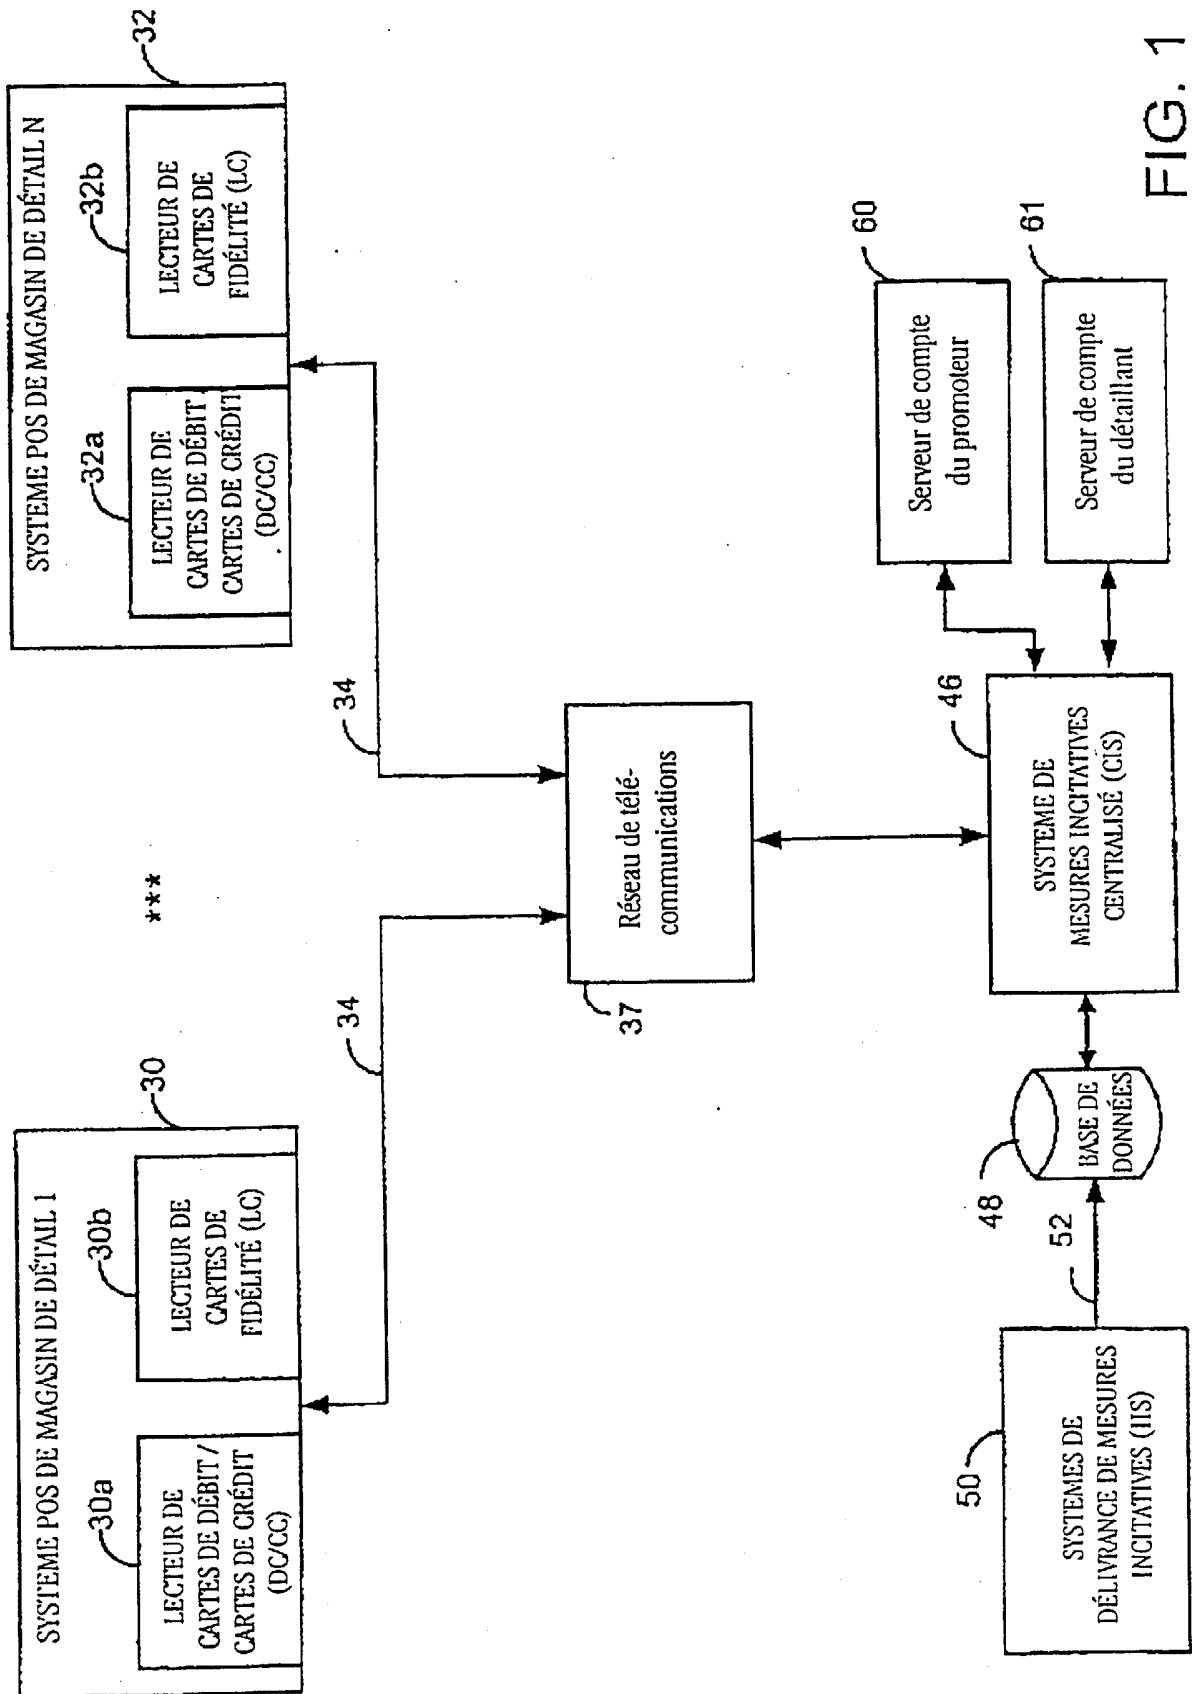 SYSTEME POS DE MAGASIN DE DÉTAIL 1
30
30a
LECTEUR DE
CARTES DE DÉBIT /
CARTES DE CRÉDIT
(DC/CC)
30b
LECTEUR DE
CARTES DE
FIDÉLITÉ (LC)
***
SYSTEME POS DE MAGASIN DE DÉTAIL N
32
32a
LECTEUR DE
CARTES DE DÉBIT
CARTES DE CRÉDIT
(DC/CC)
32b
LECTEUR DE
CARTES DE
FIDÉLITÉ (LC)
34
34
Réseau de télé-
communications
37
50
SYSTEMES DE
DÉLIVRANCE DE MESURES
INCITATIVES (IIS)
52
48
BASE DE
DONNÉES
46
SYSTEME DE
MESURES INCITATIVES
CENTRALISÉ (CIS)
60
Serveur de compte
du promoteur
61
Serveur de compte
du détaillant
FIG. 1